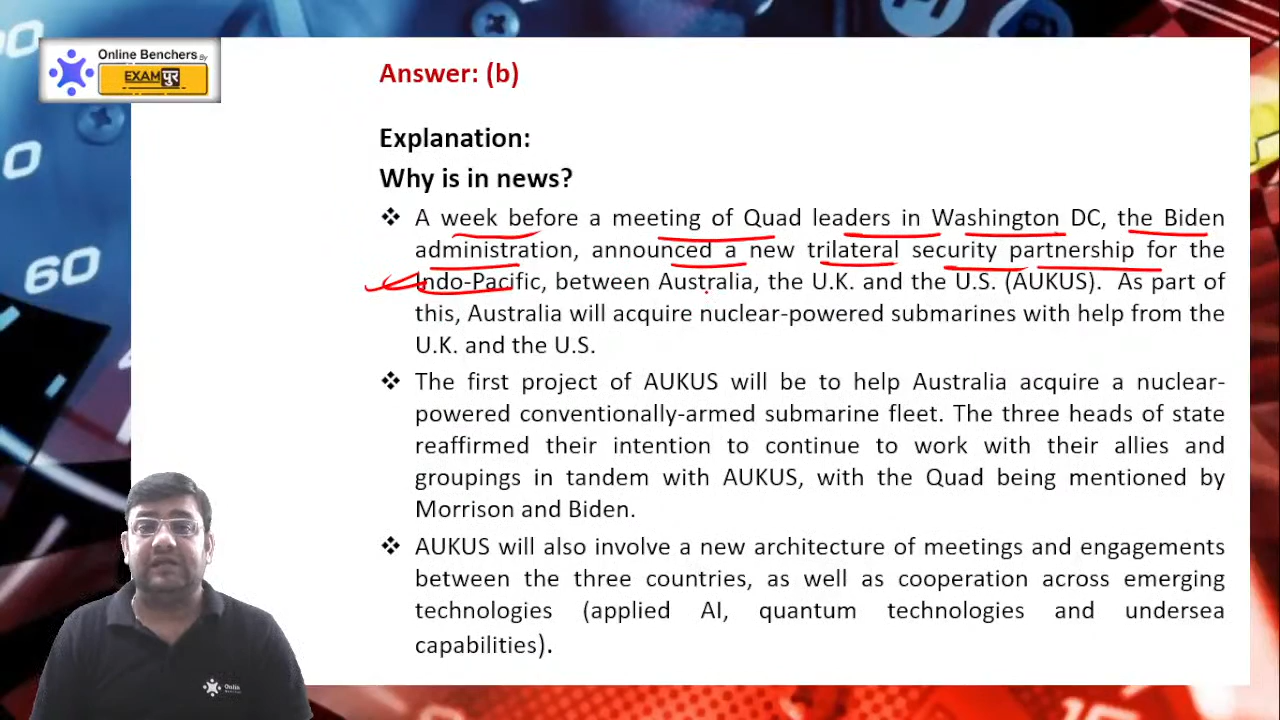 Online Benchers By
EXAMपुर
Answer: (b)
Explanation:
Why is in news?
❖ A week before a meeting of Quad leaders in Washington DC, the Biden
administration, announced a new trilateral security partnership for the
Indo-Pacific, between Australia, the U.K. and the U.S. (AUKUS). As part of
this, Australia will acquire nuclear-powered submarines with help from the
U.K. and the U.S.
❖ The first project of AUKUS will be to help Australia acquire a nuclear-
powered conventionally-armed submarine fleet. The three heads of state
reaffirmed their intention to continue to work with their allies and
groupings in tandem with AUKUS, with the Quad being mentioned by
Morrison and Biden.
❖ AUKUS will also involve a new architecture of meetings and engagements
between the three countries, as well as cooperation across emerging
technologies (applied AI, quantum technologies and undersea
capabilities).
60